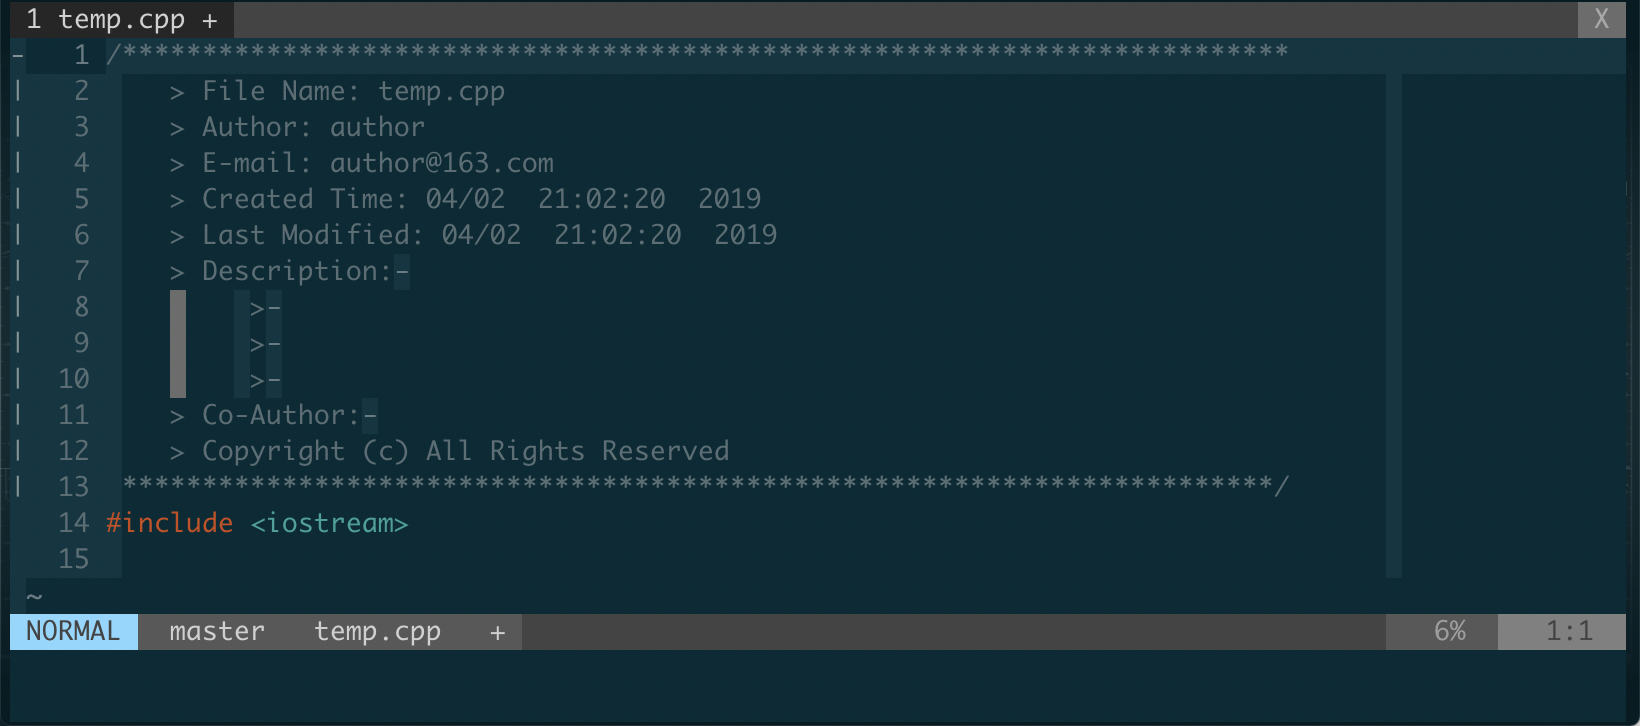 1 temp.cpp + X
- 1 /*************************************************************************
| 2 > File Name: temp.cpp
| 3 > Author: author
| 4 > E-mail: author@163.com
| 5 > Created Time: 04/02  21:02:20  2019
| 6 > Last Modified: 04/02  21:02:20  2019
| 7 > Description:-
| 8 >-
| 9 >-
| 10 >-
| 11 > Co-Author:-
| 12 > Copyright (c) All Rights Reserved
| 13 ************************************************************************/
14 #include <iostream>
15
~
NORMAL master temp.cpp + 6% 1:1